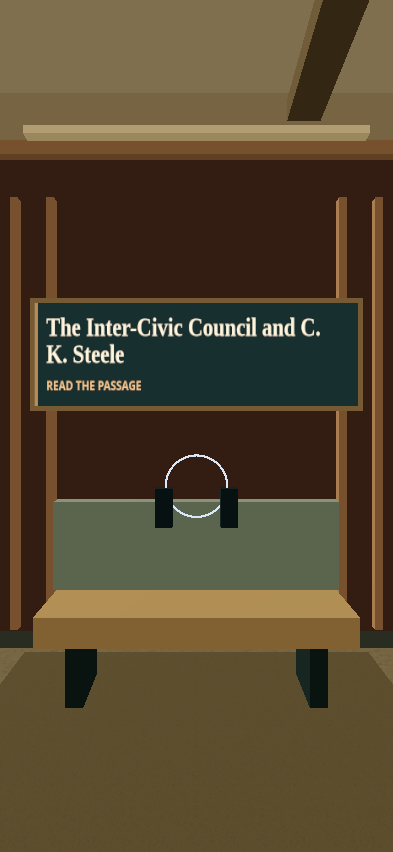 The Inter-Civic Council and C.
K. Steele
READ THE PASSAGE